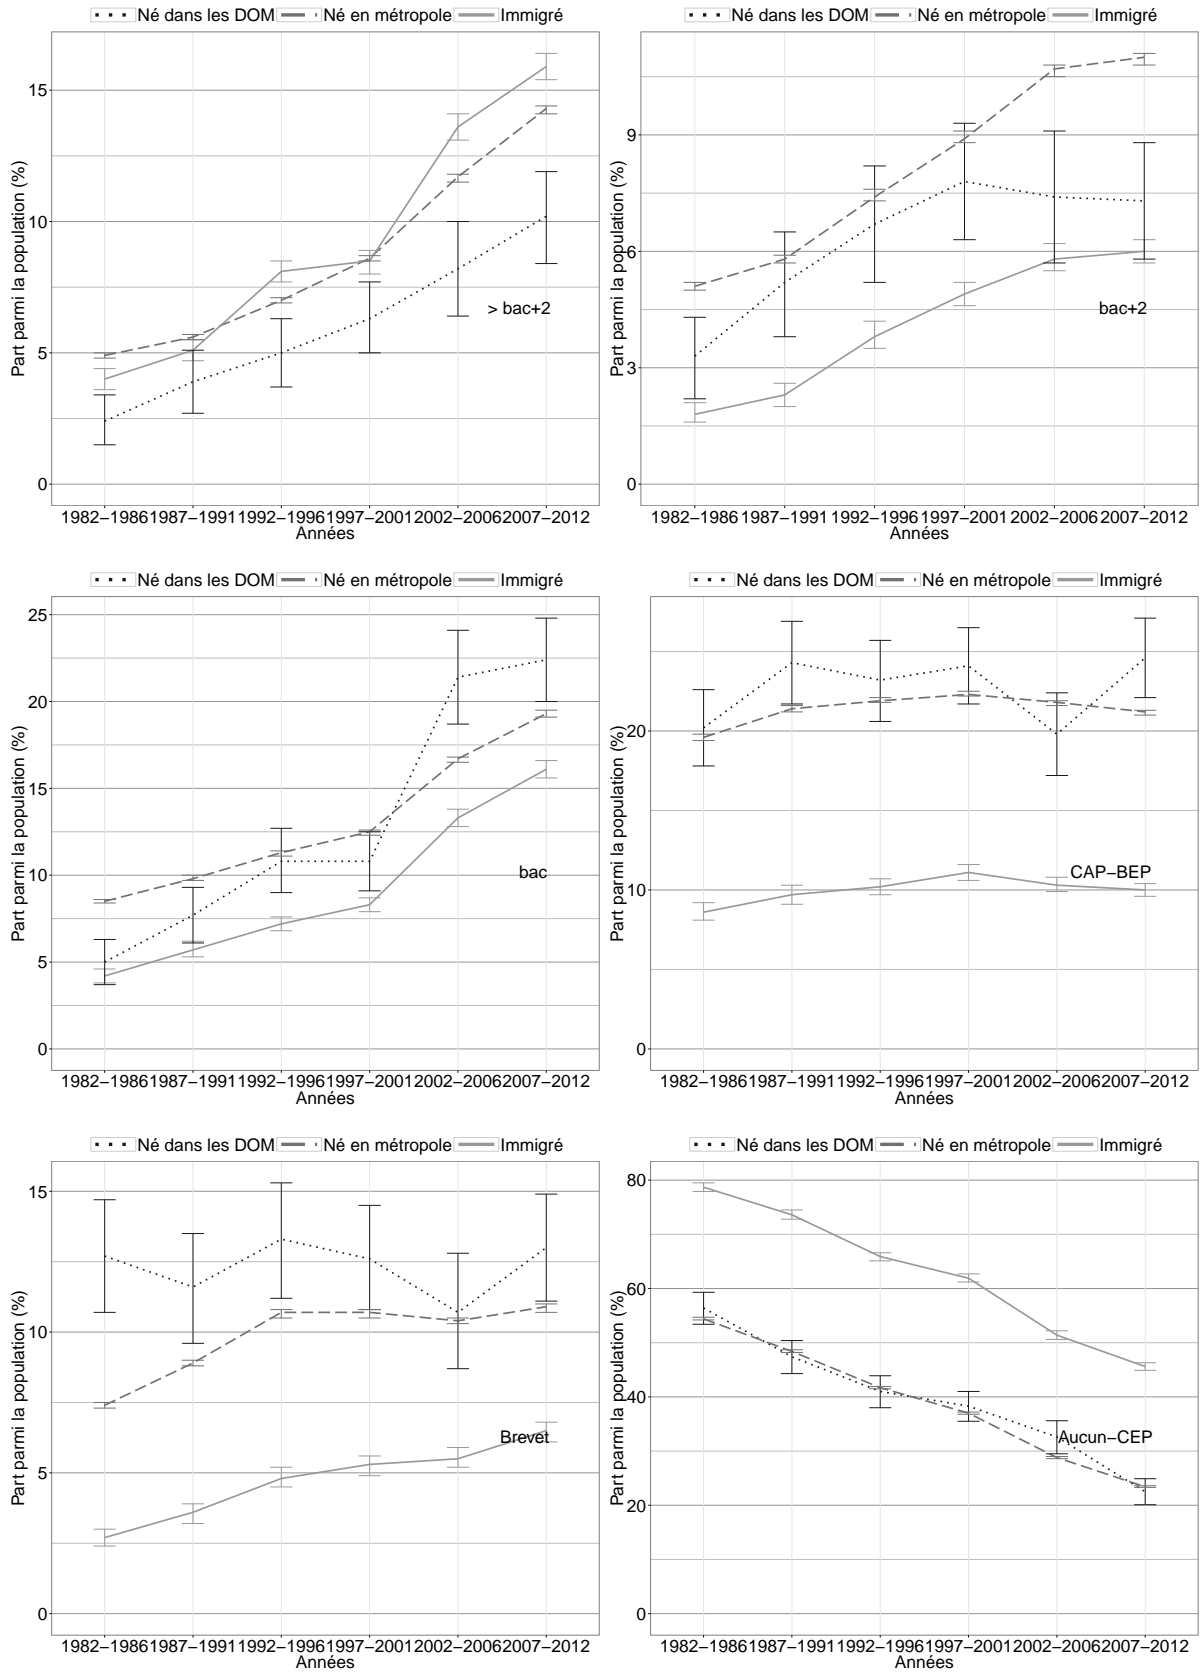 Né dans les DOM Né en métropole Immigré
Part parmi la population (%)
15
10
5
0
> bac+2
1982−1986 1987−1991 1992−1996 1997−2001 2002−2006 2007−2012
Années
Né dans les DOM Né en métropole Immigré
Part parmi la population (%)
9
6
3
0
bac+2
1982−1986 1987−1991 1992−1996 1997−2001 2002−2006 2007−2012
Années
Né dans les DOM Né en métropole Immigré
Part parmi la population (%)
25
20
15
10
5
0
bac
1982−1986 1987−1991 1992−1996 1997−2001 2002−2006 2007−2012
Années
Né dans les DOM Né en métropole Immigré
Part parmi la population (%)
20
10
0
CAP−BEP
1982−1986 1987−1991 1992−1996 1997−2001 2002−2006 2007−2012
Années
Né dans les DOM Né en métropole Immigré
Part parmi la population (%)
15
10
5
0
Brevet
1982−1986 1987−1991 1992−1996 1997−2001 2002−2006 2007−2012
Années
Né dans les DOM Né en métropole Immigré
Part parmi la population (%)
80
60
40
20
0
Aucun−CEP
1982−1986 1987−1991 1992−1996 1997−2001 2002−2006 2007−2012
Années